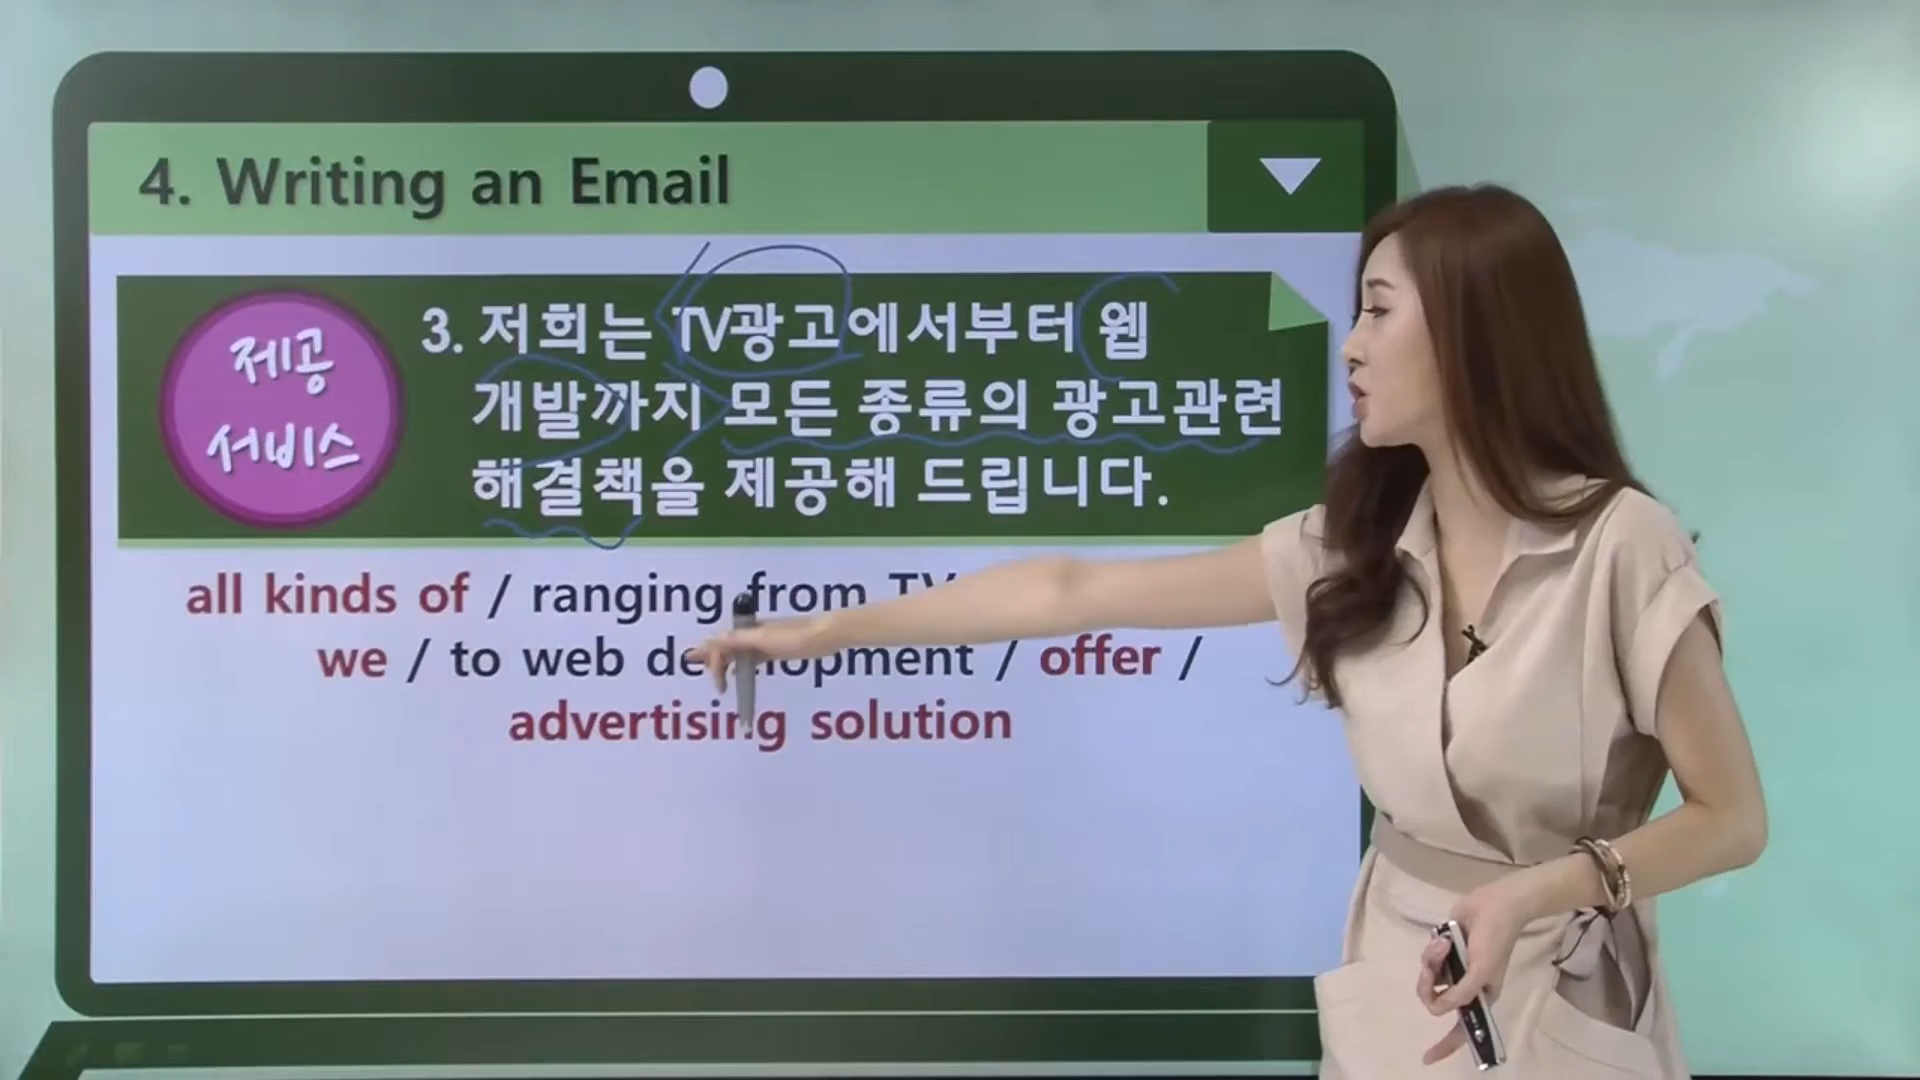 4. Writing an Email
제공
서비스
3. 저희는 TV광고에서부터 웹
개발까지 모든 종류의 광고관련
해결책을 제공해 드립니다.
all kinds of / ranging from TV
we / to web development / offer /
advertising solution